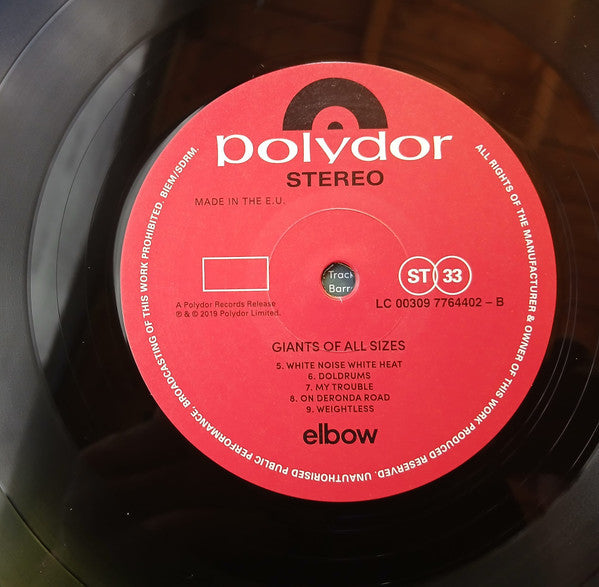 polydor
STEREO
MADE IN THE E.U.
ST 33
A Polydor Records Release
℗ & © 2019 Polydor Limited.
LC 00309 7764402 – B
Track
Barr
GIANTS OF ALL SIZES
5. WHITE NOISE WHITE HEAT
6. DOLDRUMS
7. MY TROUBLE
8. ON DERONDA ROAD
9. WEIGHTLESS
elbow
ALL RIGHTS OF THE MANUFACTURER & OWNER OF THIS WORK PRODUCED RESERVED. UNAUTHORISED PUBLIC PERFORMANCE, BROADCASTING OF THIS WORK PROHIBITED. BIEM/SDRM.